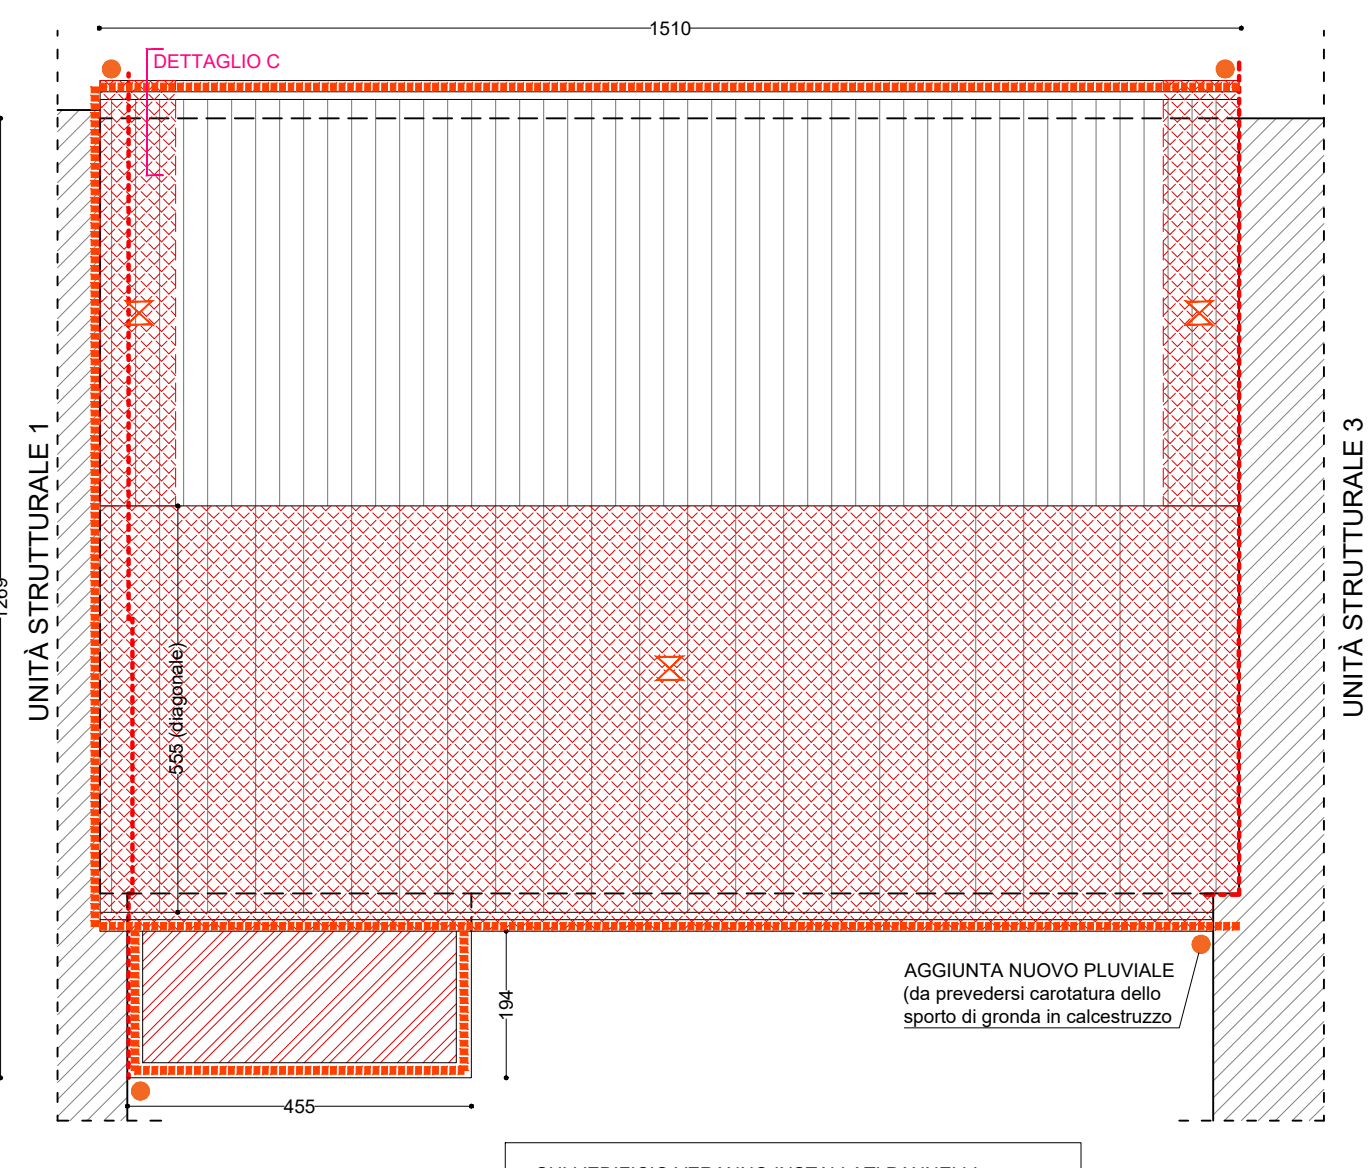 1510
DETTAGLIO C
UNITÀ STRUTTURALE 1
1269
555 (diagonale)
UNITÀ STRUTTURALE 3
AGGIUNTA NUOVO PLUVIALE
(da prevedersi carotatura dello
sporto di gronda in calcestruzzo
194
455